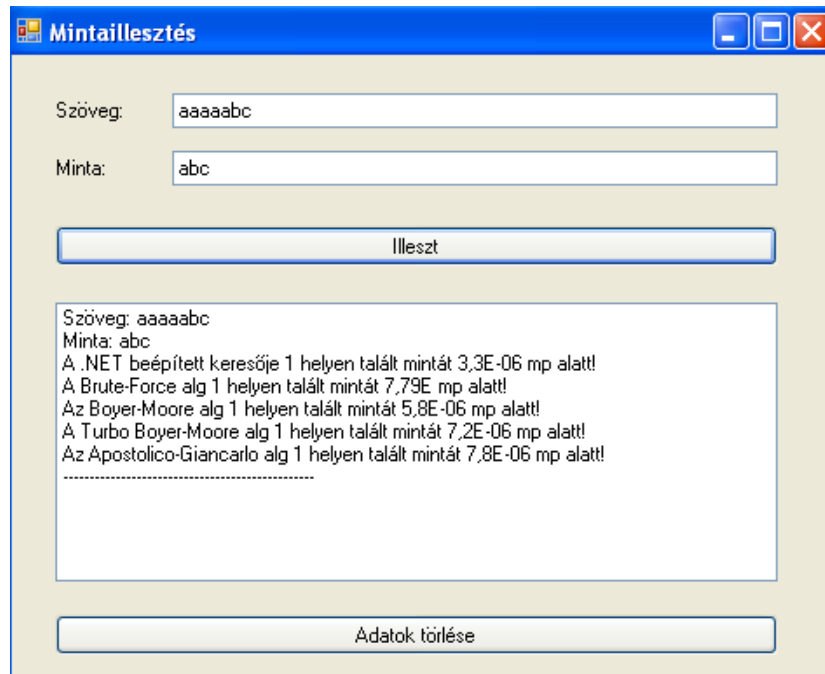 Mintaillesztés
Szöveg: aaaaabc
Minta: abc
Illeszt
Szöveg: aaaaabc
Minta: abc
A .NET beépített keresője 1 helyen talált mintát 3,3E-06 mp alatt!
A Brute-Force alg 1 helyen talált mintát 7,79E mp alatt!
Az Boyer-Moore alg 1 helyen talált mintát 5,8E-06 mp alatt!
A Turbo Boyer-Moore alg 1 helyen talált mintát 7,2E-06 mp alatt!
Az Apostolico-Giancarlo alg 1 helyen talált mintát 7,8E-06 mp alatt!
------------------------------------------------
Adatok törlése